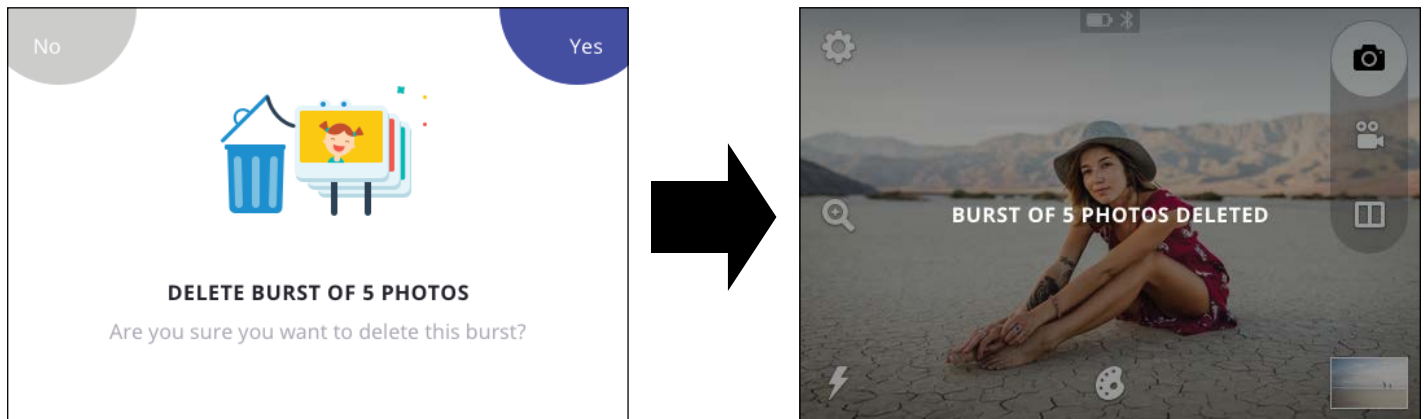 No
Yes
DELETE BURST OF 5 PHOTOS
Are you sure you want to delete this burst?
BURST OF 5 PHOTOS DELETED